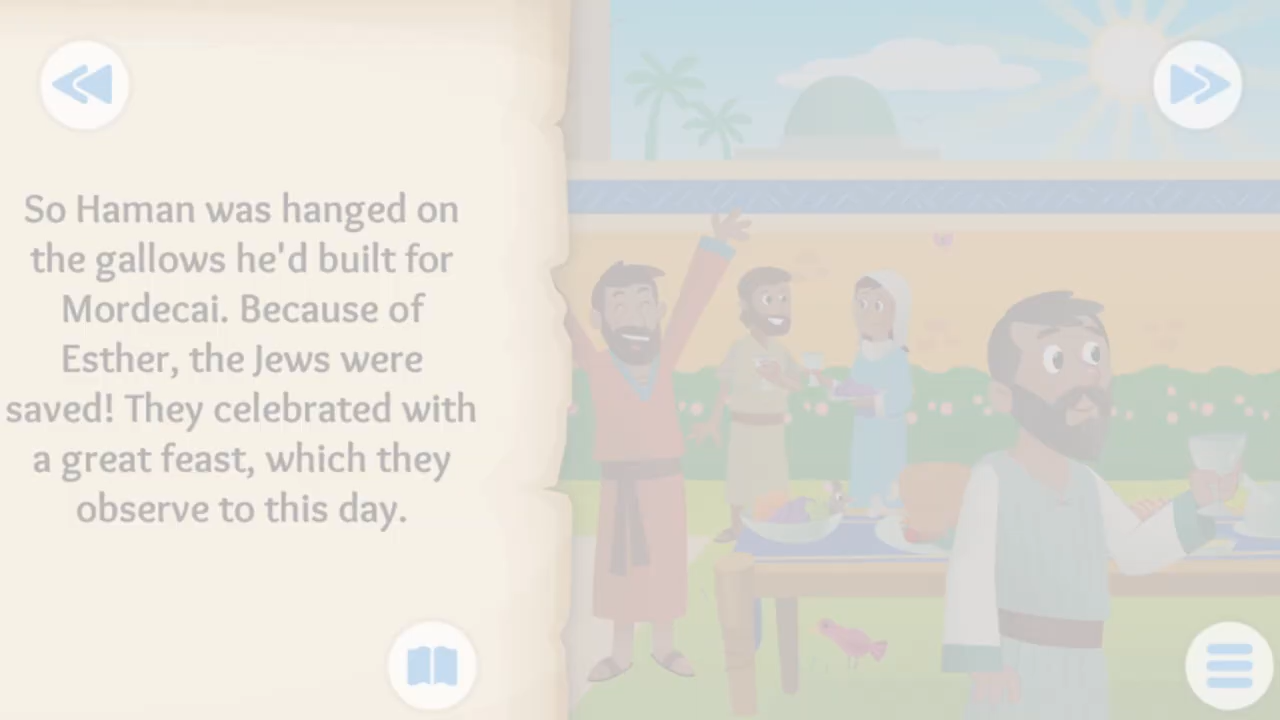 So Haman was hanged on
the gallows he'd built for
Mordecai. Because of
Esther, the Jews were
saved! They celebrated with
a great feast, which they
observe to this day.